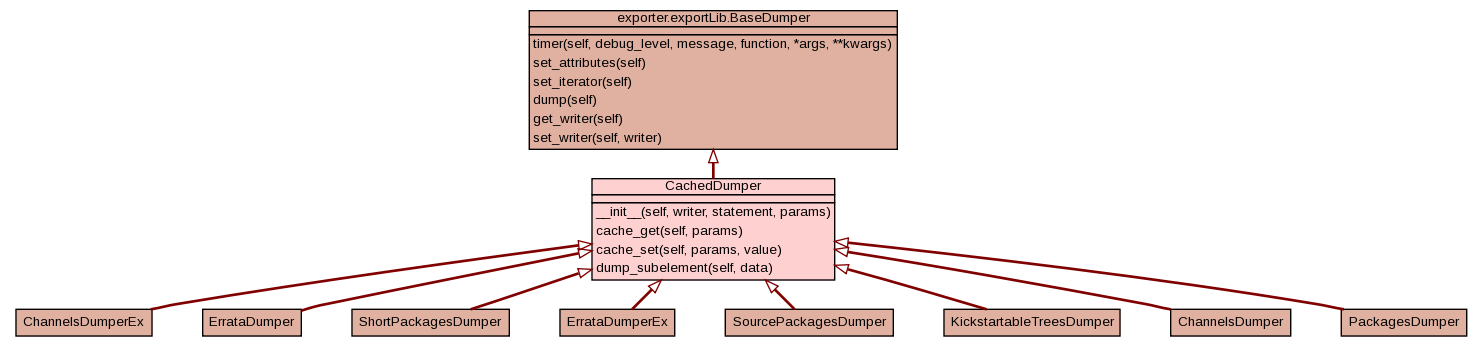 exporter.exportLib.BaseDumper
timer(self, debug_level, message, function, *args, **kwargs)
set_attributes(self)
set_iterator(self)
dump(self)
get_writer(self)
set_writer(self, writer)
CachedDumper
__init__(self, writer, statement, params)
cache_get(self, params)
cache_set(self, params, value)
dump_subelement(self, data)
ChannelsDumperEx
ErrataDumper
ShortPackagesDumper
ErrataDumperEx
SourcePackagesDumper
KickstartableTreesDumper
ChannelsDumper
PackagesDumper